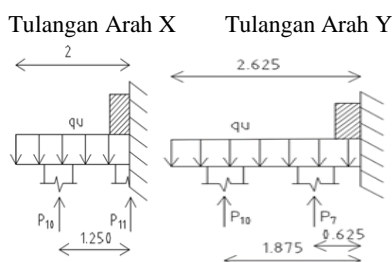 Tulangan Arah X Tulangan Arah Y
2
2.625
qu
qu
P10
P11
P10
P7
1.250
0.625
1.875